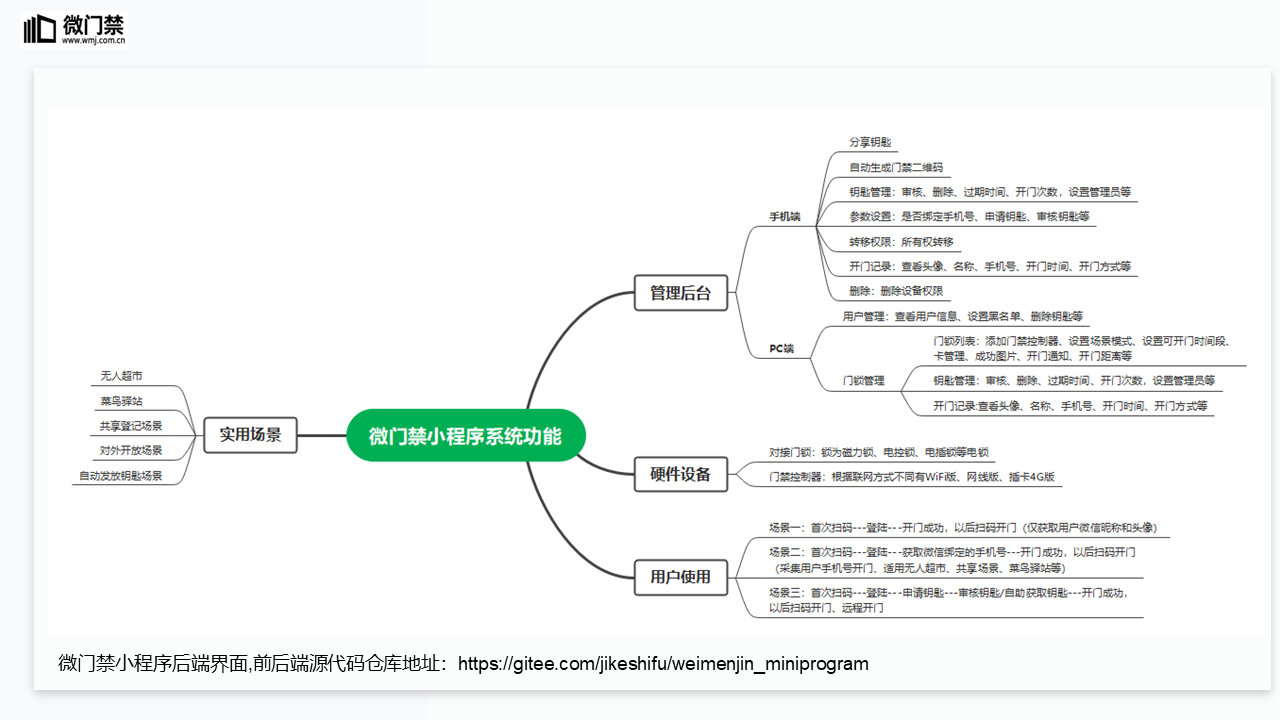 微门禁
www.wmj.com.cn
分享钥匙
自动生成门禁二维码
钥匙管理：审核、删除、过期时间、开门次数，设置管理员等
手机端
参数设置：是否绑定手机号、申请钥匙、审核钥匙等
转移权限：所有权转移
开门记录：查看头像、名称、手机号、开门时间、开门方式等
删除：删除设备权限
管理后台
用户管理：查看用户信息、设置黑名单、删除钥匙等
PC端
门锁列表：添加门禁控制器、设置场景模式、设置可开门时间段、
卡管理、成功图片、开门通知、开门距离等
门锁管理
钥匙管理：审核、删除、过期时间、开门次数，设置管理员等
开门记录:查看头像、名称、手机号、开门时间、开门方式等
无人超市
菜鸟驿站
共享登记场景
对外开放场景
自动发放钥匙场景
实用场景
微门禁小程序系统功能
对接门锁：锁为磁力锁、电控锁、电插锁等电锁
硬件设备
门禁控制器：根据联网方式不同有WiFi版、网线版、插卡4G版
场景一：首次扫码---登陆---开门成功，以后扫码开门（仅获取用户微信昵称和头像）
场景二：首次扫码---登陆---获取微信绑定的手机号---开门成功，以后扫码开门
（采集用户手机号开门、适用无人超市、共享场景、菜鸟驿站等）
用户使用
场景三：首次扫码---登陆---申请钥匙---审核钥匙/自助获取钥匙---开门成功，
以后扫码开门、远程开门
微门禁小程序后端界面,前后端源代码仓库地址：https://gitee.com/jikeshifu/weimenjin_miniprogram